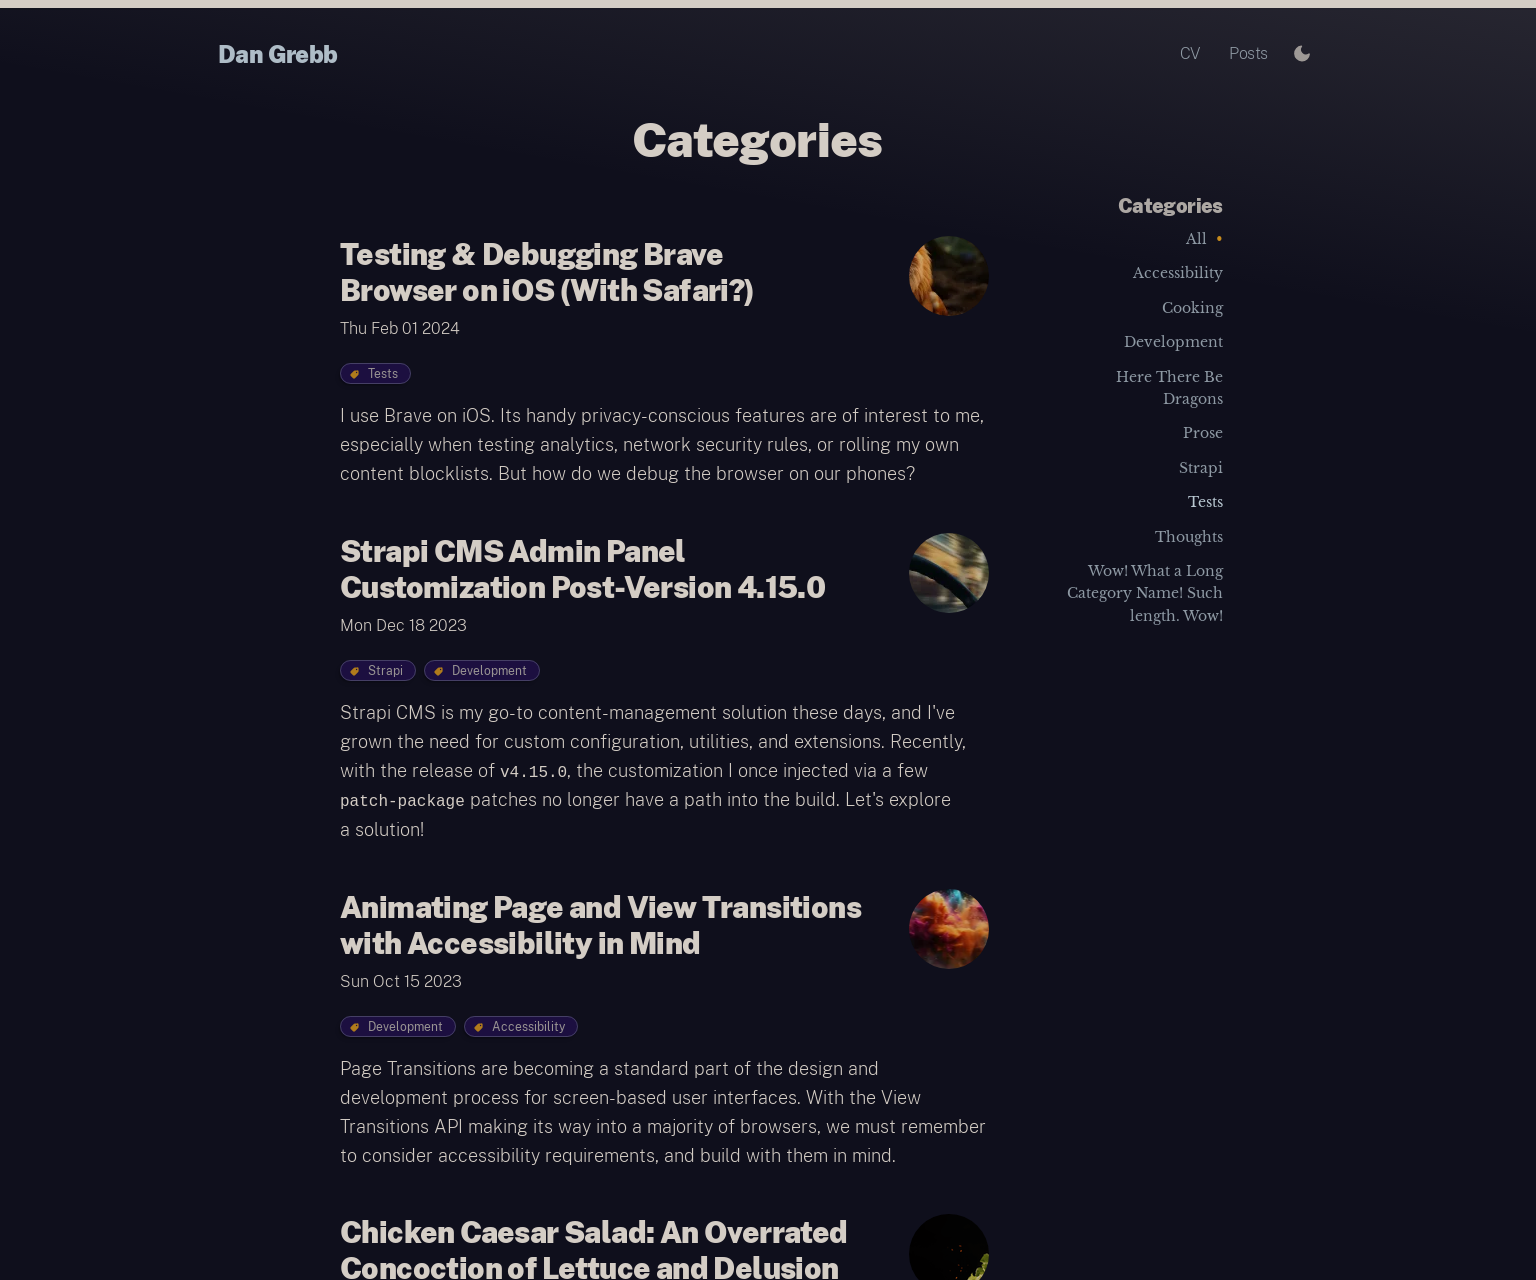 Dan Grebb
CV
Posts
Categories
Testing & Debugging Brave
Browser on iOS (With Safari?)
Thu Feb 01 2024
Tests
I use Brave on iOS. Its handy privacy-conscious features are of interest to me,
especially when testing analytics, network security rules, or rolling my own
content blocklists. But how do we debug the browser on our phones?
Strapi CMS Admin Panel
Customization Post-Version 4.15.0
Mon Dec 18 2023
Strapi
Development
Strapi CMS is my go-to content-management solution these days, and I've
grown the need for custom configuration, utilities, and extensions. Recently,
with the release of v4.15.0, the customization I once injected via a few
patch-package patches no longer have a path into the build. Let's explore
a solution!
Animating Page and View Transitions
with Accessibility in Mind
Sun Oct 15 2023
Development
Accessibility
Page Transitions are becoming a standard part of the design and
development process for screen-based user interfaces. With the View
Transitions API making its way into a majority of browsers, we must remember
to consider accessibility requirements, and build with them in mind.
Chicken Caesar Salad: An Overrated
Concoction of Lettuce and Delusion
Categories
All •
Accessibility
Cooking
Development
Here There Be
Dragons
Prose
Strapi
Tests
Thoughts
Wow! What a Long
Category Name! Such
length. Wow!